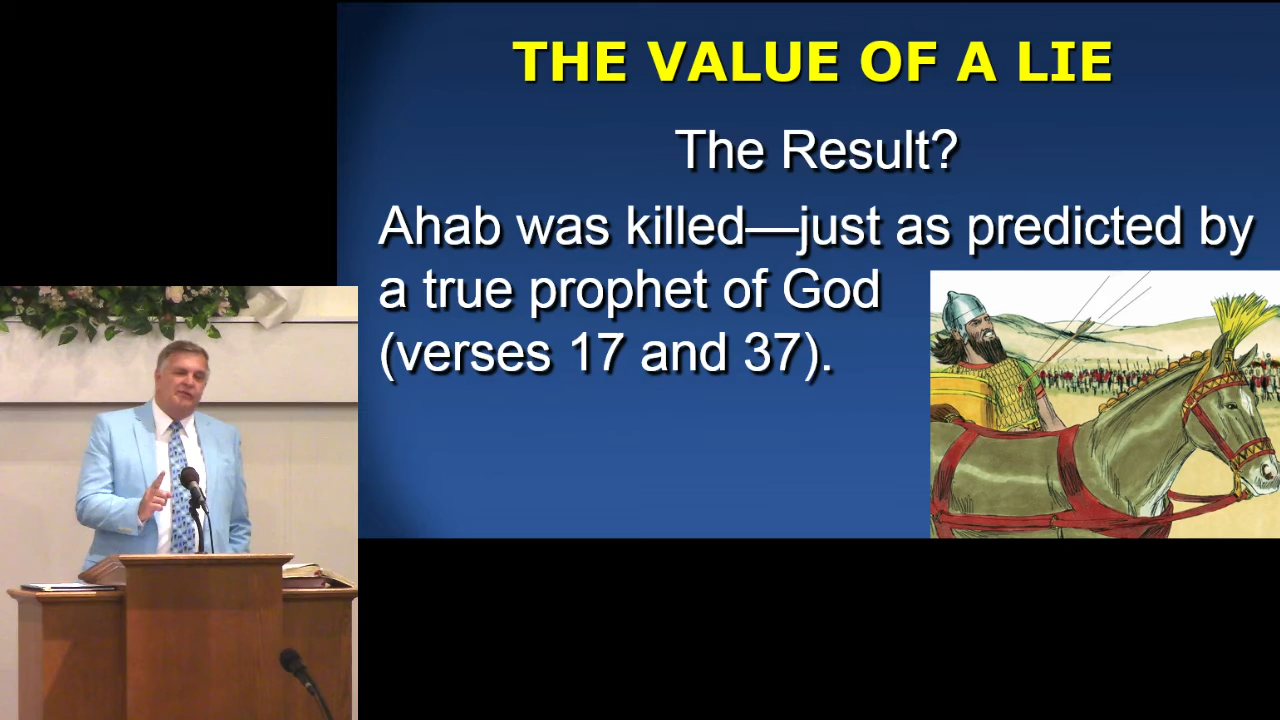 THE VALUE OF A LIE
The Result?
Ahab was killed—just as predicted by
a true prophet of God
(verses 17 and 37).